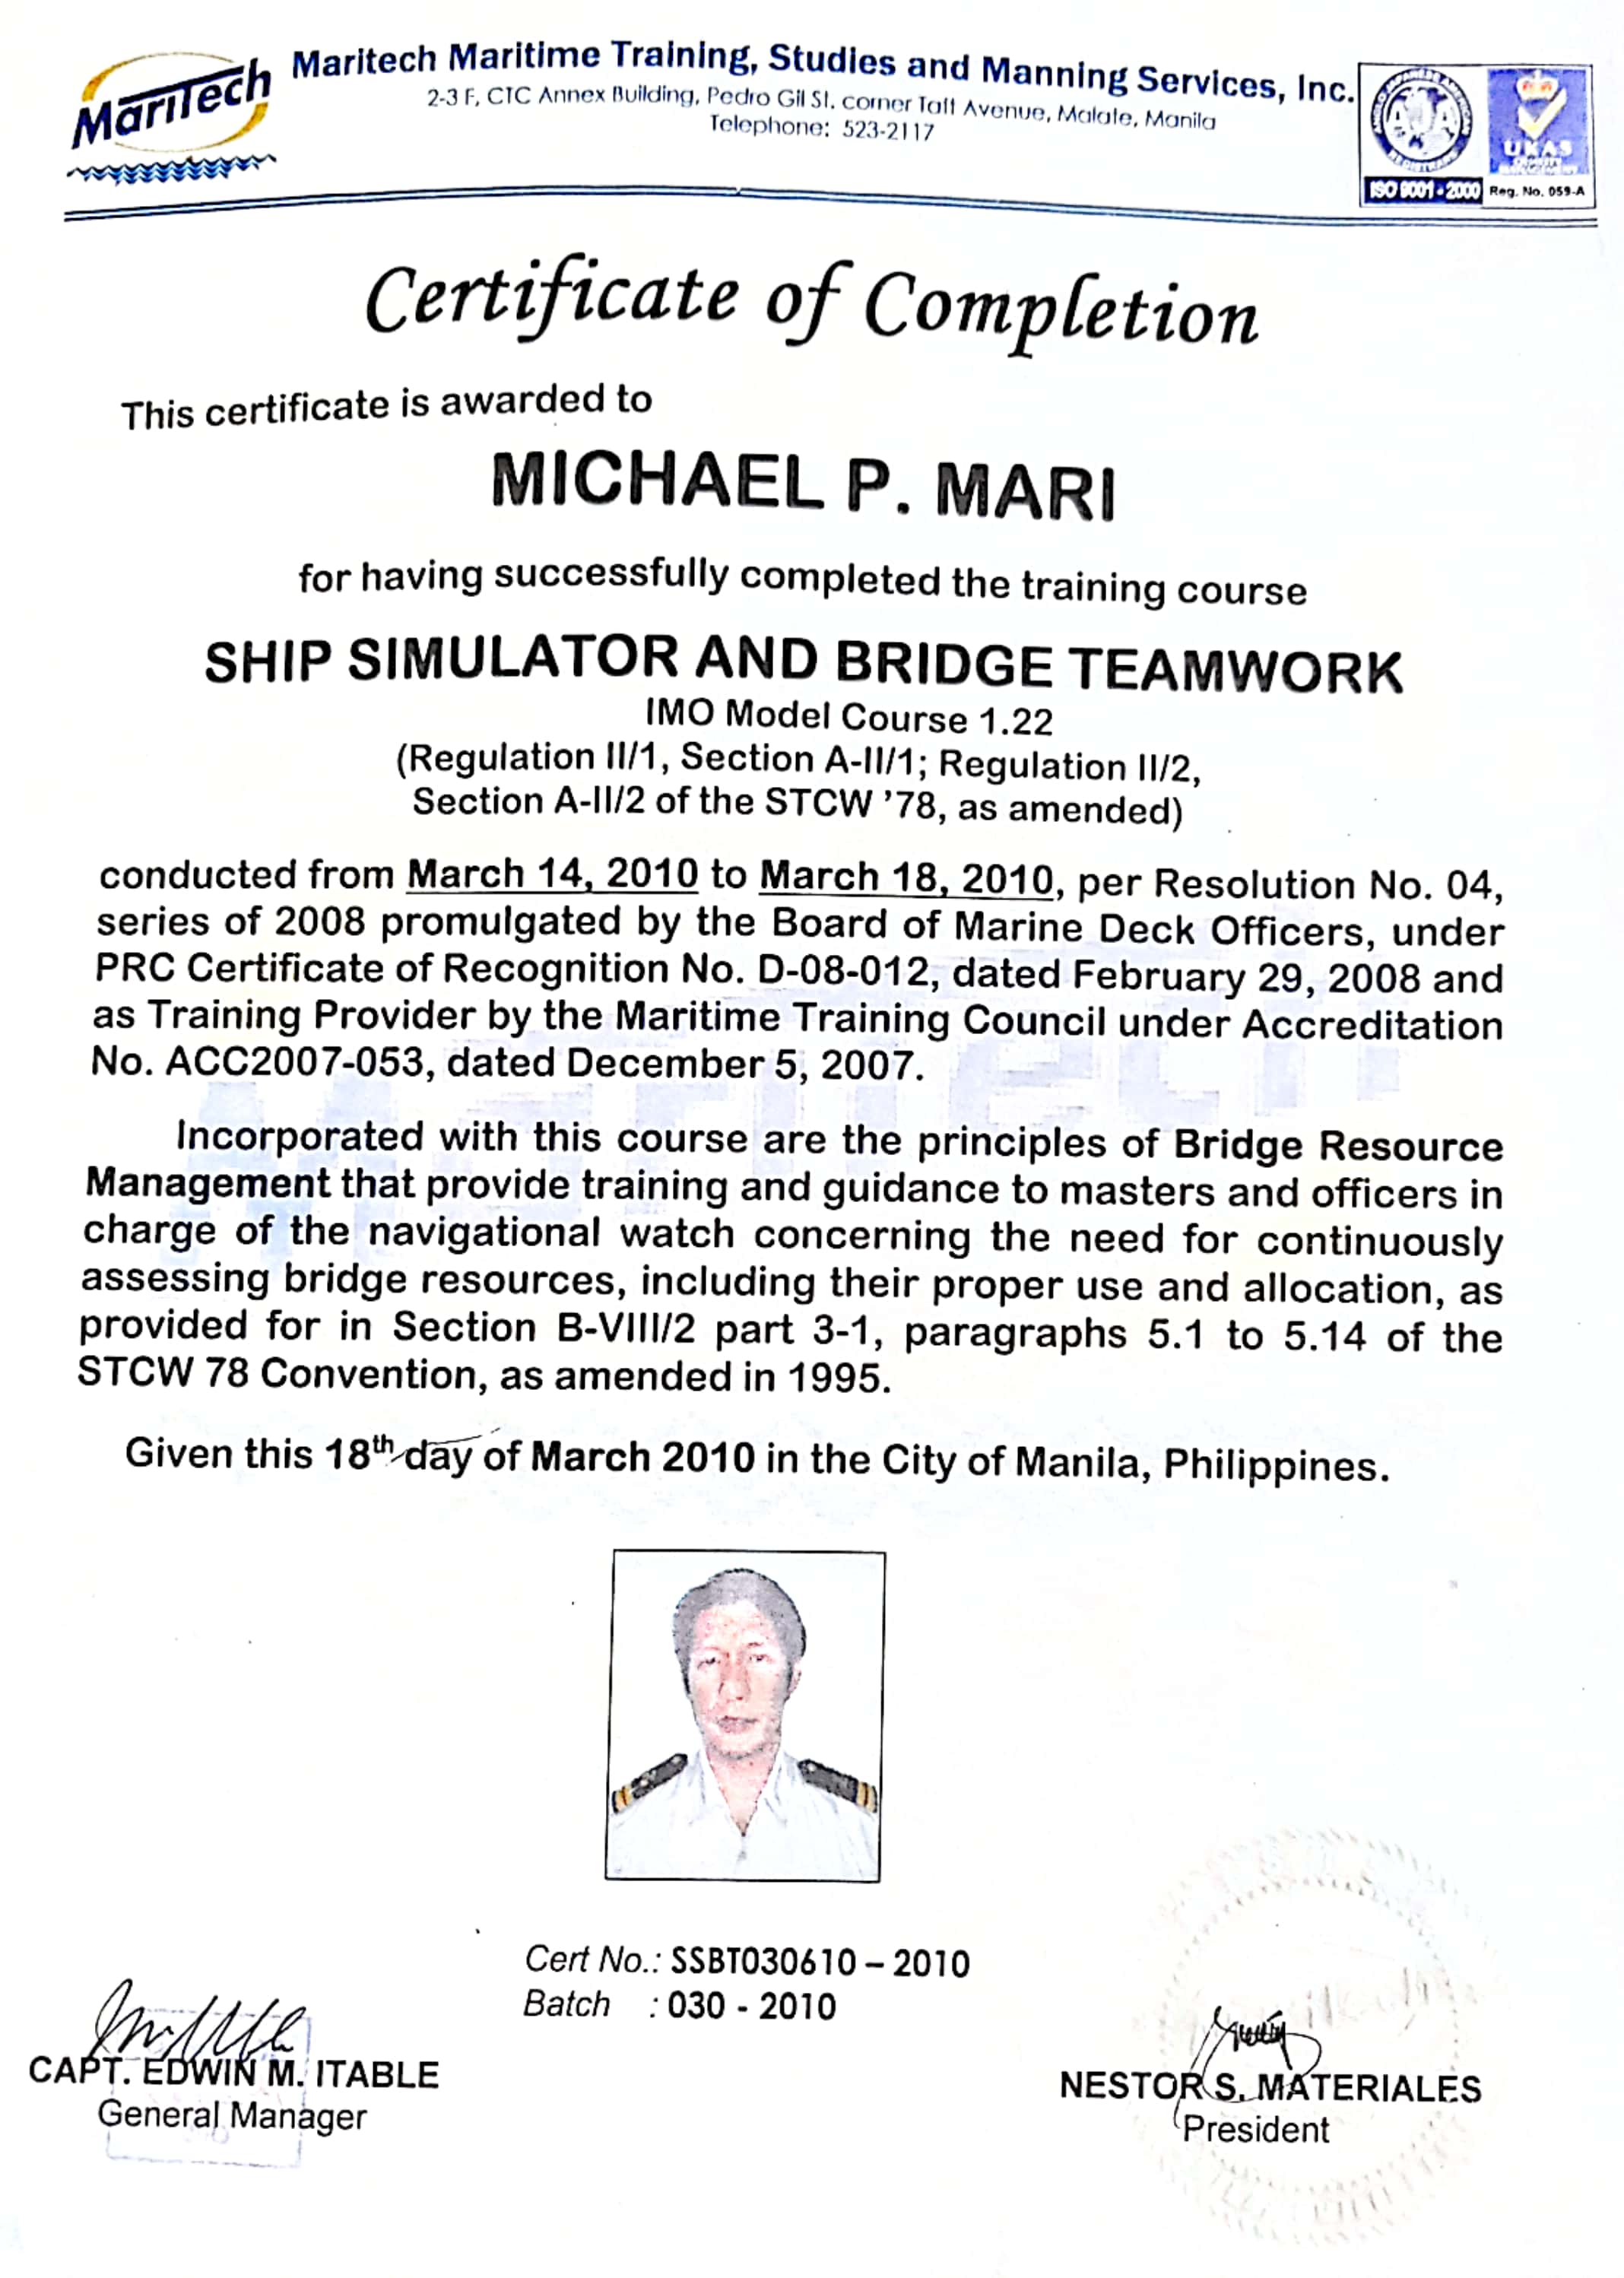 MariTech
Maritech Maritime Training, Studies and Manning Services, Inc.
2-3 F, CTC Annex Building, Pedro Gil St. corner Taft Avenue, Malate, Manila
Telephone: 523-2117
AJA
UKAS
QUALITY
MANAGEMENT
ISO 9001 • 2000 Reg. No. 059-A
Certificate of Completion
This certificate is awarded to
MICHAEL P. MARI
for having successfully completed the training course
SHIP SIMULATOR AND BRIDGE TEAMWORK
IMO Model Course 1.22
(Regulation II/1, Section A-II/1; Regulation II/2,
Section A-II/2 of the STCW ’78, as amended)
conducted from March 14, 2010 to March 18, 2010, per Resolution No. 04,
series of 2008 promulgated by the Board of Marine Deck Officers, under
PRC Certificate of Recognition No. D-08-012, dated February 29, 2008 and
as Training Provider by the Maritime Training Council under Accreditation
No. ACC2007-053, dated December 5, 2007.
Incorporated with this course are the principles of Bridge Resource
Management that provide training and guidance to masters and officers in
charge of the navigational watch concerning the need for continuously
assessing bridge resources, including their proper use and allocation, as
provided for in Section B-VIII/2 part 3-1, paragraphs 5.1 to 5.14 of the
STCW 78 Convention, as amended in 1995.
Given this 18th day of March 2010 in the City of Manila, Philippines.
Cert No.: SSBT030610 – 2010
Batch : 030 - 2010
CAPT. EDWIN M. ITABLE
General Manager
NESTOR S. MATERIALES
President